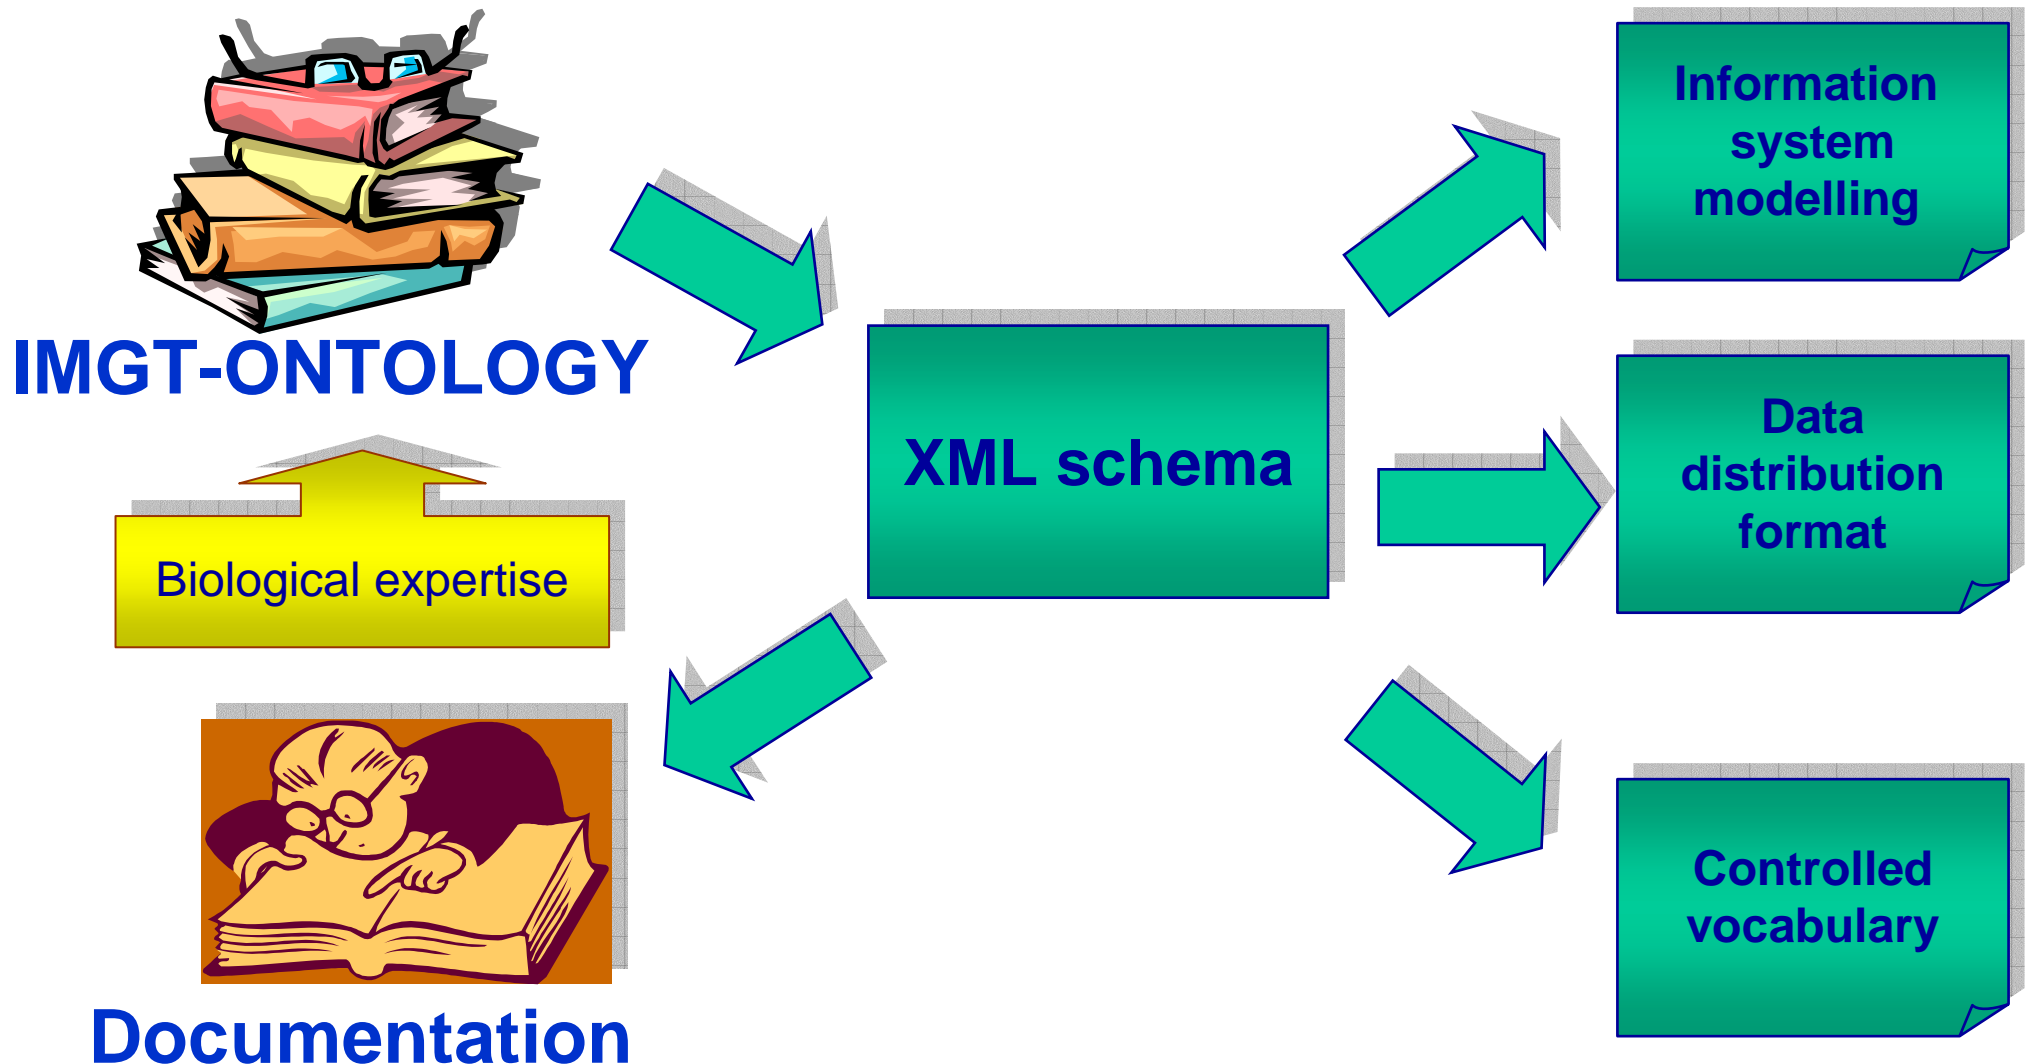 IMGT-ONTOLOGY
Biological expertise
Documentation
XML schema
Information
system
modelling
Data
distribution
format
Controlled
vocabulary